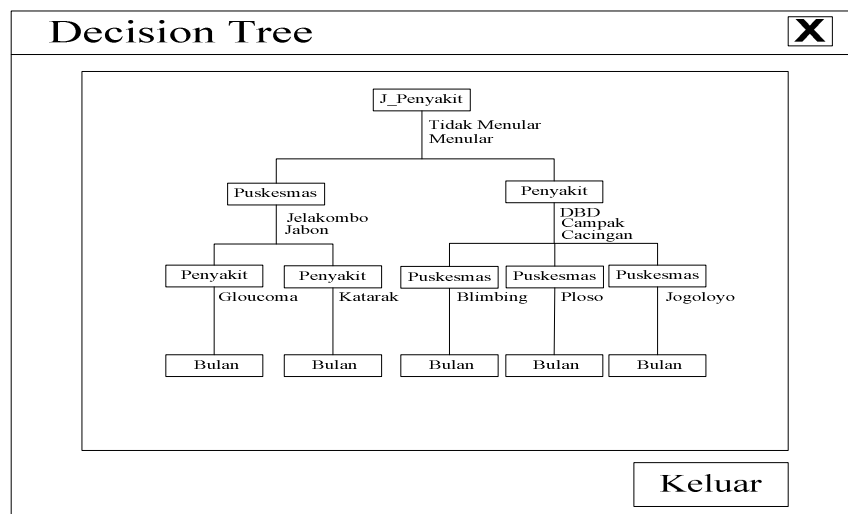 Decision Tree
X
J_Penyakit
Tidak Menular
Menular
Puskesmas
Penyakit
Jelakombo
Jabon
DBD
Campak
Cacingan
Penyakit
Penyakit
Puskesmas
Puskesmas
Puskesmas
Gloucoma
Katarak
Blimbing
Ploso
Jogoloyo
Bulan
Bulan
Bulan
Bulan
Bulan
Keluar